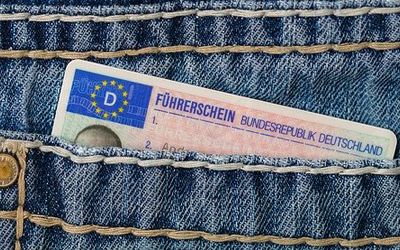 D
FÜHRERSCHEIN BUNDESREPUBLIK DEUTSCHLAND
1.
2.